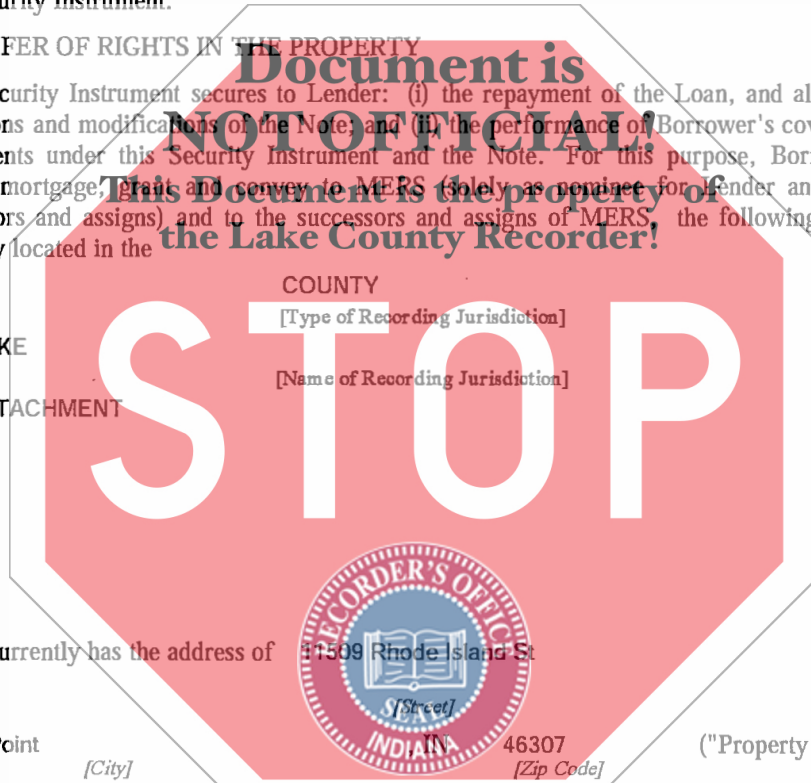 urity Instrument.
FER OF RIGHTS IN THE PROPERTY
Document is
curity Instrument secures to Lender: (i) the repayment of the Loan, and al
NOT OFFICIAL!
ns and modifications of the Note; and (ii) the performance of Borrower's cov
ents under this Security Instrument and the Note. For this purpose, Bor
This Document is the property of
mortgage, grant and convey to MERS (solely as nominee for Lender an
ors and assigns) and to the successors and assigns of MERS, the following
the Lake County Recorder!
y located in the
COUNTY
[Type of Recording Jurisdiction]
KE
[Name of Recording Jurisdiction]
TACHMENT
STOP
RECORDER'S OFFICE
urrently has the address of 11509 Rhode Island St
[Street]
SEAL
INDIANA
oint , IN 46307 ("Property
[City] [Zip Code]